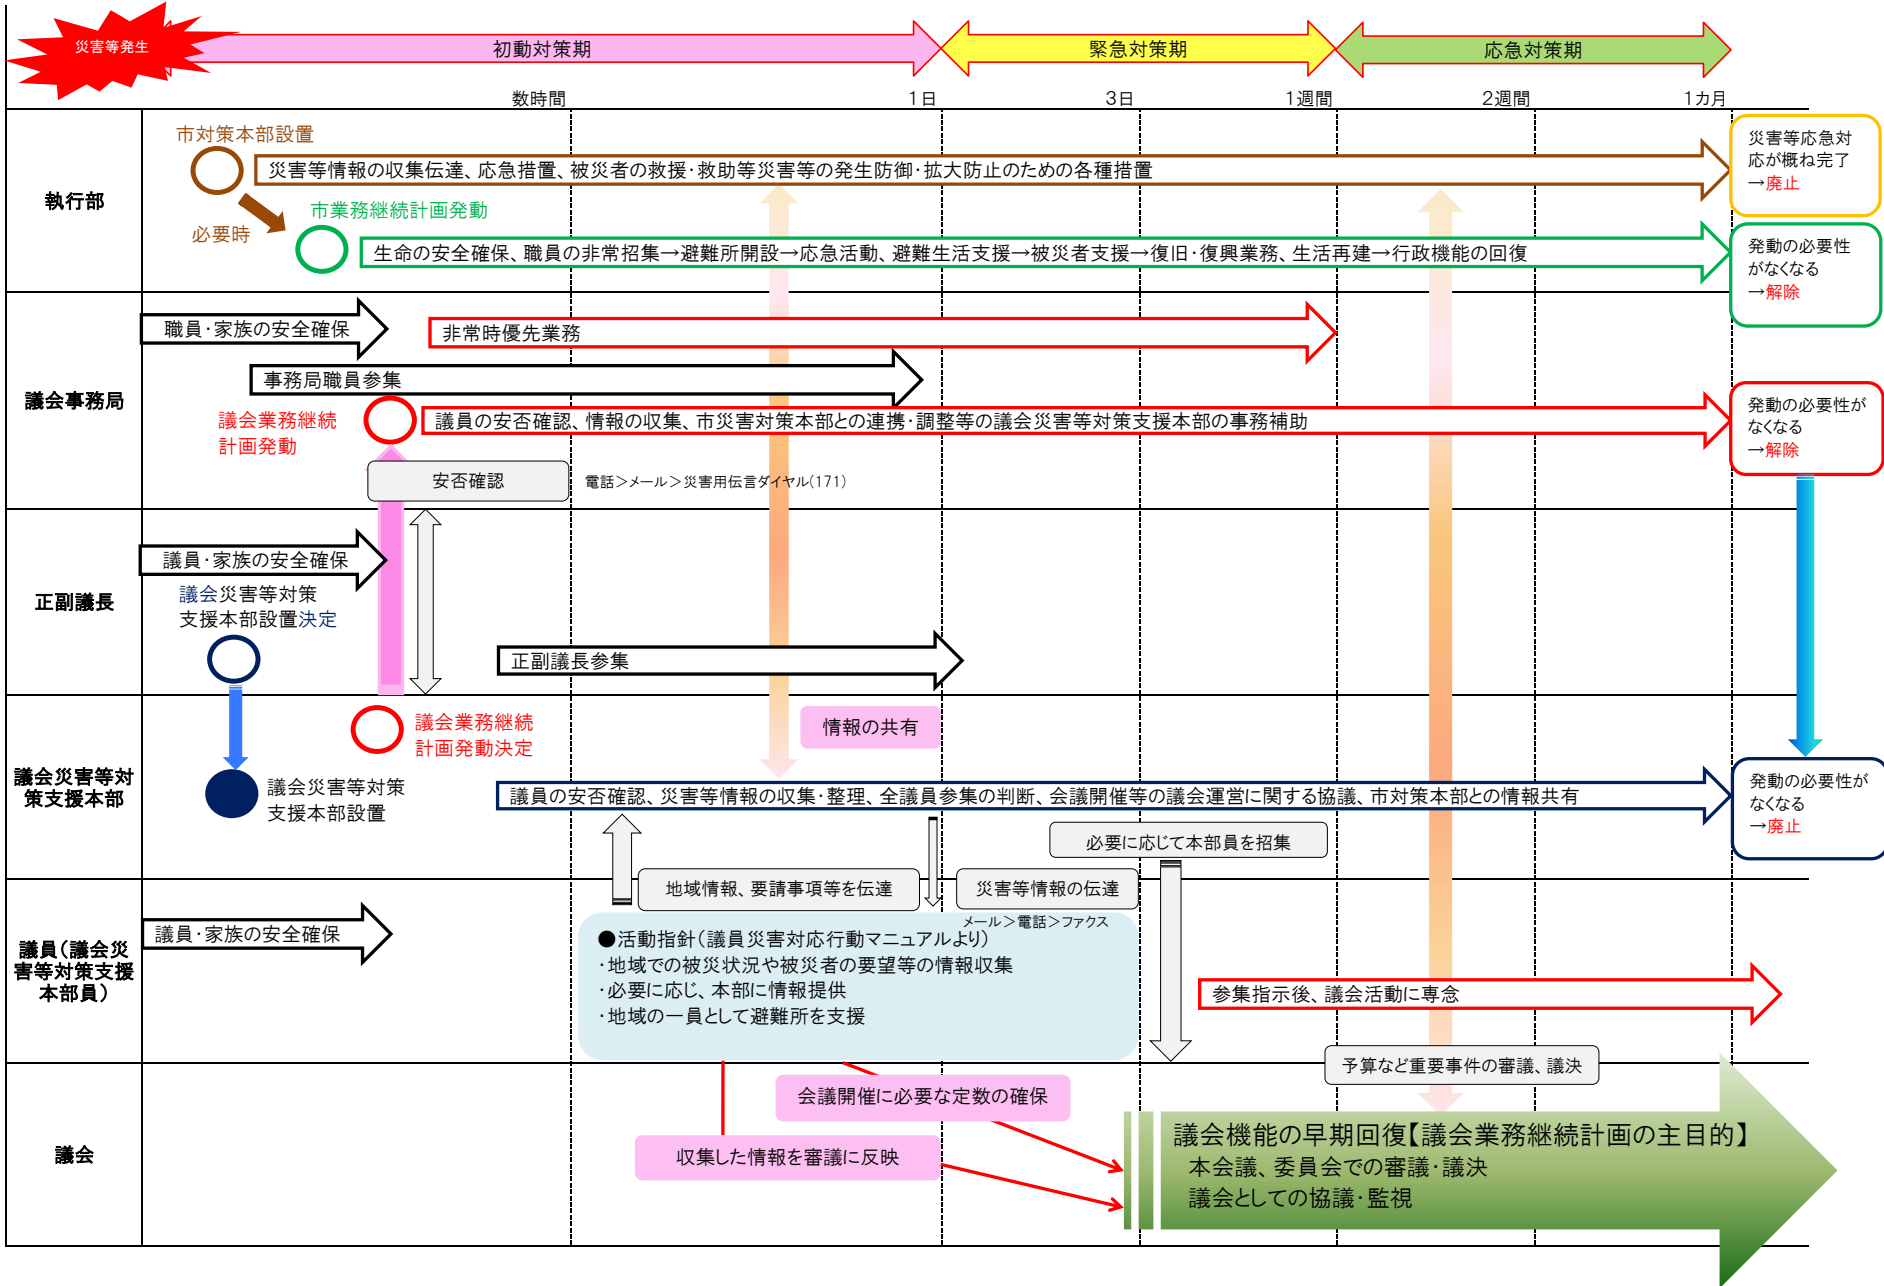 災害等発生
初動対策期
緊急対策期
応急対策期
数時間
1日
3日
1週間
2週間
1カ月
執行部
市対策本部設置
災害等情報の収集伝達、応急措置、被災者の救援・救助等災害等の発生防御・拡大防止のための各種措置
災害等応急対
応が概ね完了
→廃止
必要時
市業務継続計画発動
生命の安全確保、職員の非常招集→避難所開設→応急活動、避難生活支援→被災者支援→復旧・復興業務、生活再建→行政機能の回復
発動の必要性
がなくなる
→解除
議会事務局
職員・家族の安全確保
非常時優先業務
事務局職員参集
議会業務継続
計画発動
議員の安否確認、情報の収集、市災害対策本部との連携・調整等の議会災害等対策支援本部の事務補助
発動の必要性が
なくなる
→解除
安否確認
電話>メール>災害用伝言ダイヤル(171)
正副議長
議員・家族の安全確保
議会災害等対策
支援本部設置決定
正副議長参集
議会災害等対
策支援本部
議会業務継続
計画発動決定
情報の共有
議会災害等対策
支援本部設置
議員の安否確認、災害等情報の収集・整理、全議員参集の判断、会議開催等の議会運営に関する協議、市対策本部との情報共有
発動の必要性が
なくなる
→廃止
必要に応じて本部員を招集
地域情報、要請事項等を伝達
災害等情報の伝達
メール>電話>ファクス
議員(議会災
害等対策支援
本部員)
議員・家族の安全確保
●活動指針(議員災害対応行動マニュアルより)
・地域での被災状況や被災者の要望等の情報収集
・必要に応じ、本部に情報提供
・地域の一員として避難所を支援
参集指示後、議会活動に専念
議会
予算など重要事件の審議、議決
会議開催に必要な定数の確保
収集した情報を審議に反映
議会機能の早期回復【議会業務継続計画の主目的】
本会議、委員会での審議・議決
議会としての協議・監視